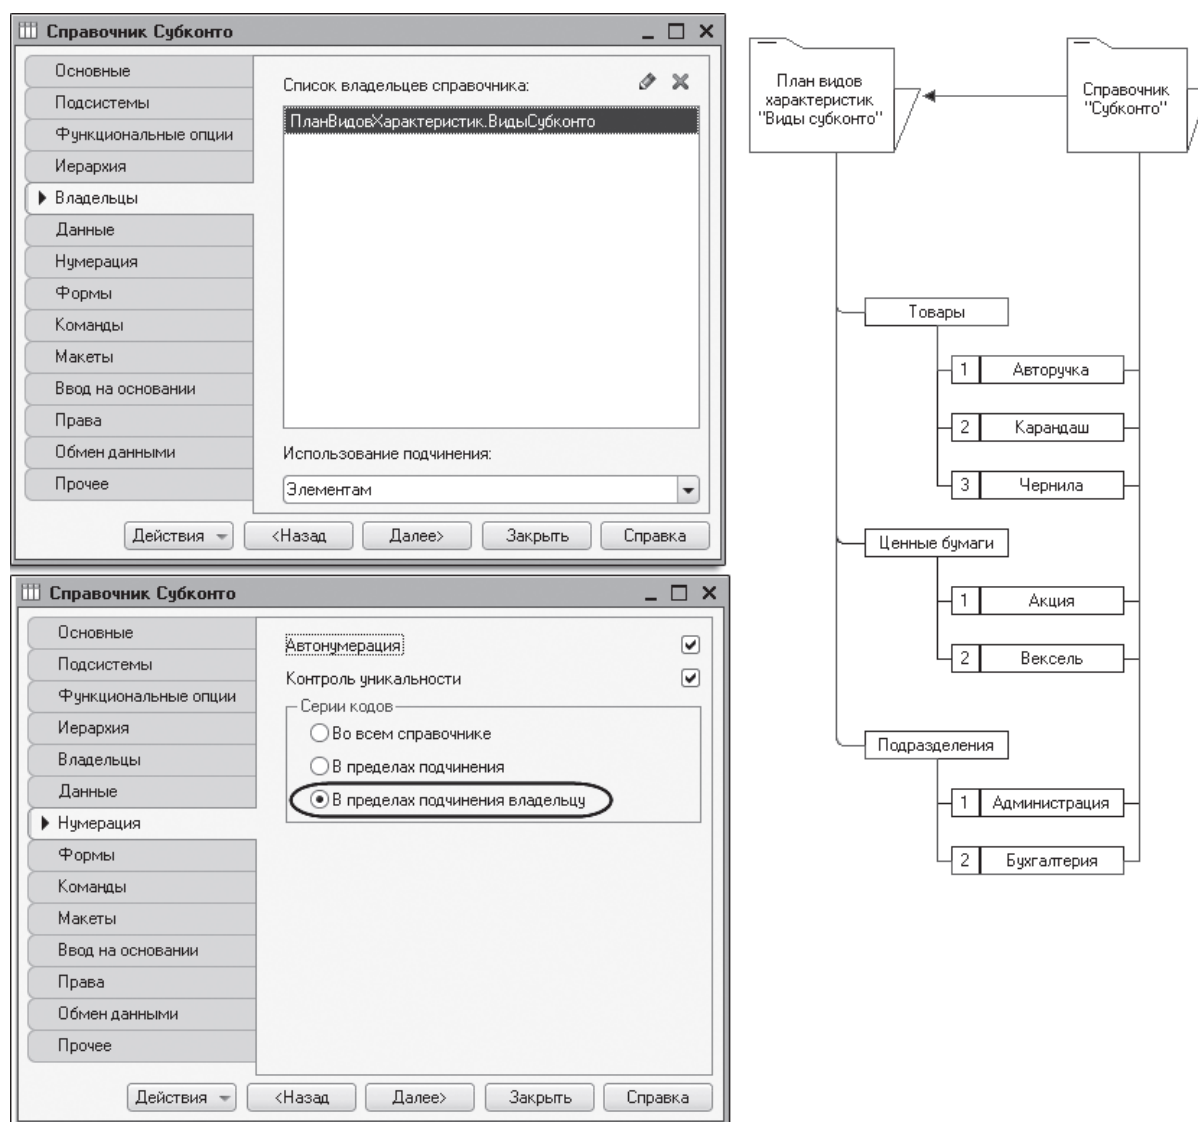 Справочник Субконто
Основные
Подсистемы
Функциональные опции
Иерархия
Владельцы
Данные
Нумерация
Формы
Команды
Макеты
Ввод на основании
Права
Обмен данными
Прочее
Список владельцев справочника:
ПланВидовХарактеристик.ВидыСубконто
Использование подчинения:
Элементам
Действия
<Назад
Далее>
Закрыть
Справка
Справочник Субконто
Основные
Подсистемы
Функциональные опции
Иерархия
Владельцы
Данные
Нумерация
Формы
Команды
Макеты
Ввод на основании
Права
Обмен данными
Прочее
Автонумерация
Контроль уникальности
Серии кодов
Во всем справочнике
В пределах подчинения
В пределах подчинения владельцу
Действия
<Назад
Далее>
Закрыть
Справка
План видов
характеристик
"Виды субконто"
Справочник
"Субконто"
Товары
1 Авторучка
2 Карандаш
3 Чернила
Ценные бумаги
1 Акция
2 Вексель
Подразделения
1 Администрация
2 Бухгалтерия